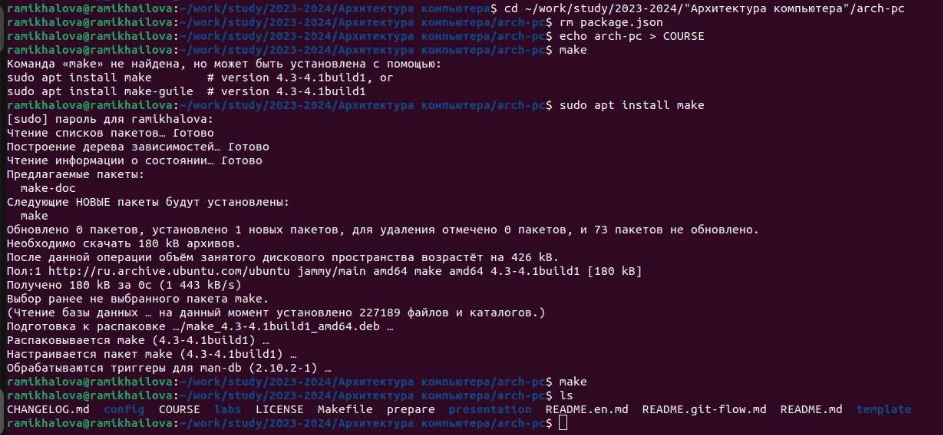 ramikhalova@ramikhailova:~/work/study/2023-2024/Архитектура компьютера$ cd ~/work/study/2023-2024/"Архитектура компьютера"/arch-pc
ramikhalova@ramikhailova:~/work/study/2023-2024/Архитектура компьютера/arch-pc$ rm package.json
ramikhalova@ramikhailova:~/work/study/2023-2024/Архитектура компьютера/arch-pc$ echo arch-pc > COURSE
ramikhalova@ramikhailova:~/work/study/2023-2024/Архитектура компьютера/arch-pc$ make
Команда «make» не найдена, но может быть установлена с помощью:
sudo apt install make        # version 4.3-4.1build1, or
sudo apt install make-guile  # version 4.3-4.1build1
ramikhalova@ramikhailova:~/work/study/2023-2024/Архитектура компьютера/arch-pc$ sudo apt install make
[sudo] пароль для ramikhalova:
Чтение списков пакетов… Готово
Построение дерева зависимостей… Готово
Чтение информации о состоянии… Готово
Предлагаемые пакеты:
  make-doc
Следующие НОВЫЕ пакеты будут установлены:
  make
Обновлено 0 пакетов, установлено 1 новых пакетов, для удаления отмечено 0 пакетов, и 73 пакетов не обновлено.
Необходимо скачать 180 kB архивов.
После данной операции объём занятого дискового пространства возрастёт на 426 kB.
Пол:1 http://ru.archive.ubuntu.com/ubuntu jammy/main amd64 make amd64 4.3-4.1build1 [180 kB]
Получено 180 kB за 0с (1 443 kB/s)
Выбор ранее не выбранного пакета make.
(Чтение базы данных … на данный момент установлено 227189 файлов и каталогов.)
Подготовка к распаковке …/make_4.3-4.1build1_amd64.deb …
Распаковывается make (4.3-4.1build1) …
Настраивается пакет make (4.3-4.1build1) …
Обрабатываются триггеры для man-db (2.10.2-1) …
ramikhalova@ramikhailova:~/work/study/2023-2024/Архитектура компьютера/arch-pc$ make
ramikhalova@ramikhailova:~/work/study/2023-2024/Архитектура компьютера/arch-pc$ ls
CHANGELOG.md  config  COURSE  labs  LICENSE  Makefile  prepare  presentation  README.en.md  README.git-flow.md  README.md  template
ramikhalova@ramikhailova:~/work/study/2023-2024/Архитектура компьютера/arch-pc$